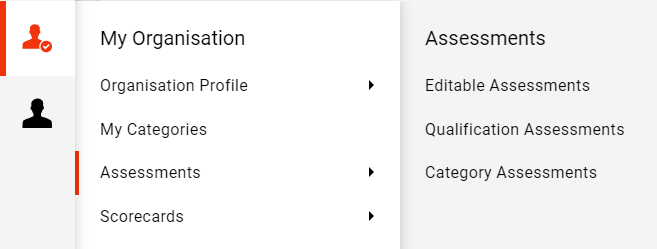 My Organisation
Organisation Profile
My Categories
Assessments
Scorecards
Assessments
Editable Assessments
Qualification Assessments
Category Assessments